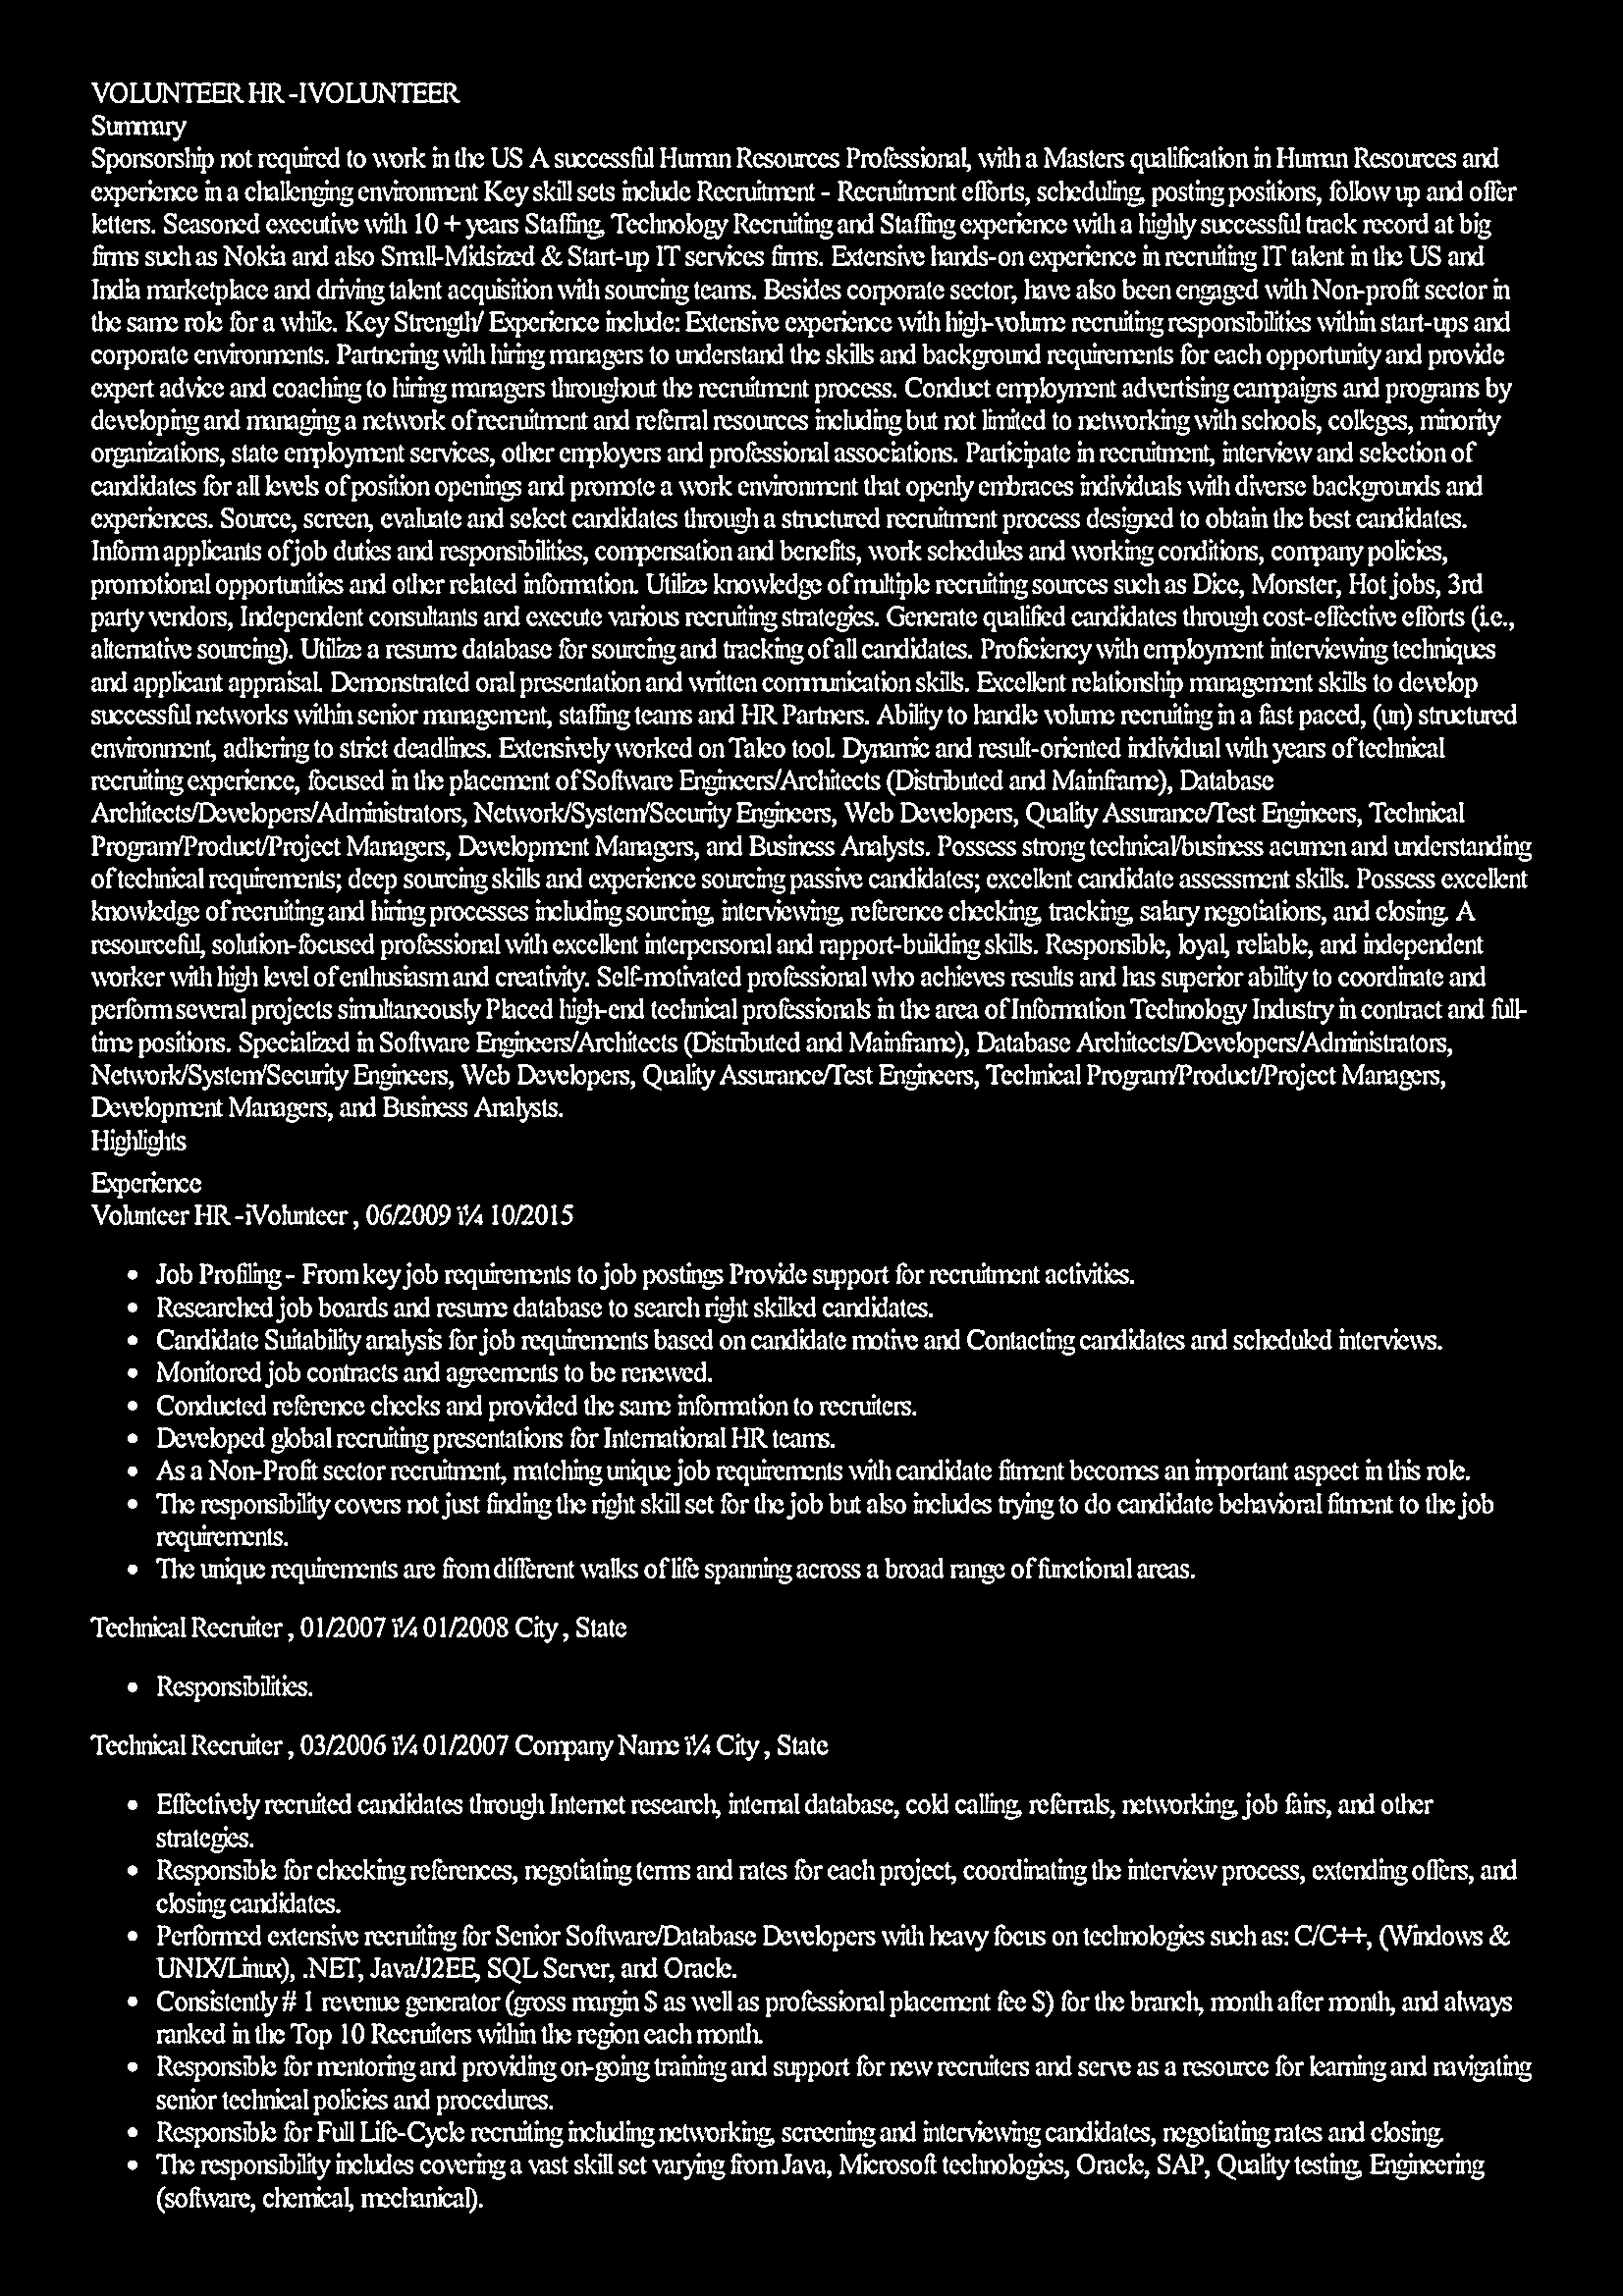 VOLUNTEER HR -IVOLUNTEER
Summary
Sponsorship not required to work in the US A successful Human Resources Professional, with a Masters qualification in Human Resources and
experience in a challenging environment Key skill sets include Recruitment - Recruitment efforts, scheduling, posting positions, follow up and offer
letters. Seasoned executive with 10 + years Staffing, Technology Recruiting and Staffing experience with a highly successful track record at big
firms such as Nokia and also Small-Midsized & Start-up IT services firms. Extensive hands-on experience in recruiting IT talent in the US and
India marketplace and driving talent acquisition with sourcing teams. Besides corporate sector, have also been engaged with Non-profit sector in
the same role for a while. Key Strength/ Experience include: Extensive experience with high-volume recruiting responsibilities within start-ups and
corporate environments. Partnering with hiring managers to understand the skills and background requirements for each opportunity and provide
expert advice and coaching to hiring managers throughout the recruitment process. Conduct employment advertising campaigns and programs by
developing and managing a network of recruitment and referral resources including but not limited to networking with schools, colleges, minority
organizations, state employment services, other employers and professional associations. Participate in recruitment, interview and selection of
candidates for all levels of position openings and promote a work environment that openly embraces individuals with diverse backgrounds and
experiences. Source, screen, evaluate and select candidates through a structured recruitment process designed to obtain the best candidates.
Inform applicants of job duties and responsibilities, compensation and benefits, work schedules and working conditions, company policies,
promotional opportunities and other related information. Utilize knowledge of multiple recruiting sources such as Dice, Monster, Hot jobs, 3rd
party vendors, Independent consultants and execute various recruiting strategies. Generate qualified candidates through cost-effective efforts (i.e.,
alternative sourcing). Utilize a resume database for sourcing and tracking of all candidates. Proficiency with employment interviewing techniques
and applicant appraisal. Demonstrated oral presentation and written communication skills. Excellent relationship management skills to develop
successful networks within senior management, staffing teams and HR Partners. Ability to handle volume recruiting in a fast paced, (un) structured
environment, adhering to strict deadlines. Extensively worked on Taleo tool. Dynamic and result-oriented individual with years of technical
recruiting experience, focused in the placement of Software Engineers/Architects (Distributed and Mainframe), Database
Architects/Developers/Administrators, Network/System/Security Engineers, Web Developers, Quality Assurance/Test Engineers, Technical
Program/Product/Project Managers, Development Managers, and Business Analysts. Possess strong technical/business acumen and understanding
of technical requirements; deep sourcing skills and experience sourcing passive candidates; excellent candidate assessment skills. Possess excellent
knowledge of recruiting and hiring processes including sourcing, interviewing, reference checking, tracking, salary negotiations, and closing. A
resourceful, solution-focused professional with excellent interpersonal and rapport-building skills. Responsible, loyal, reliable, and independent
worker with high level of enthusiasm and creativity. Self-motivated professional who achieves results and has superior ability to coordinate and
perform several projects simultaneously Placed high-end technical professionals in the area of Information Technology Industry in contract and full-
time positions. Specialized in Software Engineers/Architects (Distributed and Mainframe), Database Architects/Developers/Administrators,
Network/System/Security Engineers, Web Developers, Quality Assurance/Test Engineers, Technical Program/Product/Project Managers,
Development Managers, and Business Analysts.
Highlights
Experience
Volunteer HR -iVolunteer , 06/2009 ï¼ 10/2015
• Job Profiling - From key job requirements to job postings Provide support for recruitment activities.
• Researched job boards and resume database to search right skilled candidates.
• Candidate Suitability analysis for job requirements based on candidate motive and Contacting candidates and scheduled interviews.
• Monitored job contracts and agreements to be renewed.
• Conducted reference checks and provided the same information to recruiters.
• Developed global recruiting presentations for International HR teams.
• As a Non-Profit sector recruitment, matching unique job requirements with candidate fitment becomes an important aspect in this role.
• The responsibility covers not just finding the right skill set for the job but also includes trying to do candidate behavioral fitment to the job
requirements.
• The unique requirements are from different walks of life spanning across a broad range of functional areas.
Technical Recruiter , 01/2007 ï¼ 01/2008 City , State
• Responsibilities.
Technical Recruiter , 03/2006 ï¼ 01/2007 Company Name ï¼ City , State
• Effectively recruited candidates through Internet research, internal database, cold calling, referrals, networking, job fairs, and other
strategies.
• Responsible for checking references, negotiating terms and rates for each project, coordinating the interview process, extending offers, and
closing candidates.
• Performed extensive recruiting for Senior Software/Database Developers with heavy focus on technologies such as: C/C++, (Windows &
UNIX/Linux), .NET, Java/J2EE, SQL Server, and Oracle.
• Consistently # 1 revenue generator (gross margin $ as well as professional placement fee $) for the branch, month after month, and always
ranked in the Top 10 Recruiters within the region each month.
• Responsible for mentoring and providing on-going training and support for new recruiters and serve as a resource for learning and navigating
senior technical policies and procedures.
• Responsible for Full Life-Cycle recruiting including networking, screening and interviewing candidates, negotiating rates and closing.
• The responsibility includes covering a vast skill set varying from Java, Microsoft technologies, Oracle, SAP, Quality testing, Engineering
(software, chemical, mechanical).